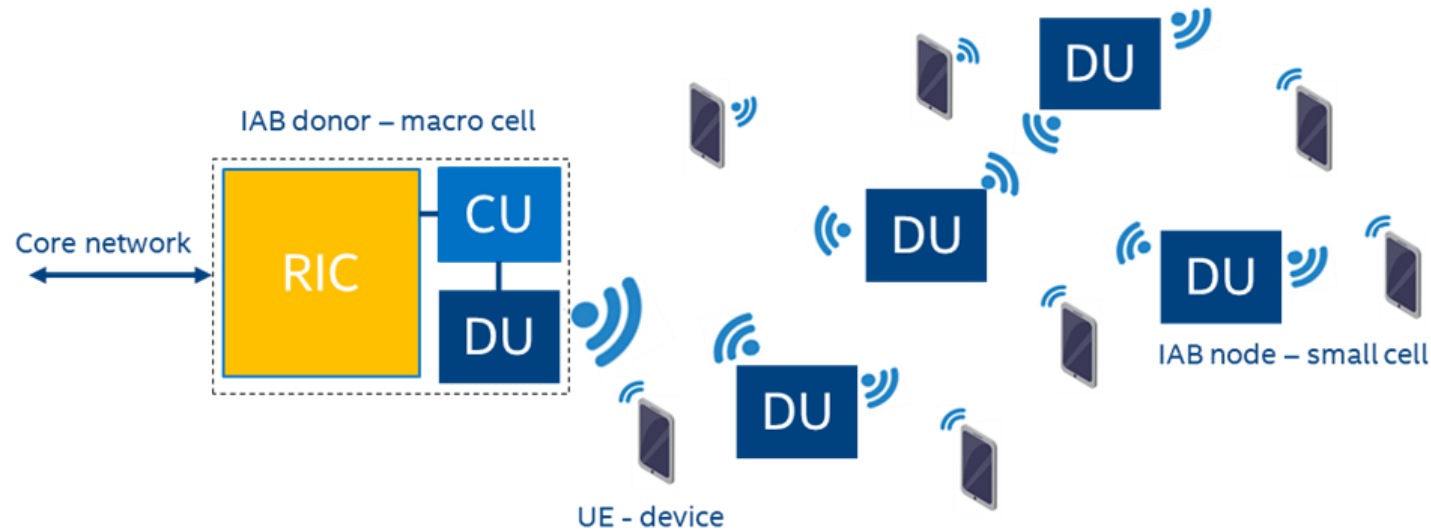 IAB donor – macro cell
Core network
RIC
CU
DU
DU
DU
DU
DU
IAB node – small cell
UE - device